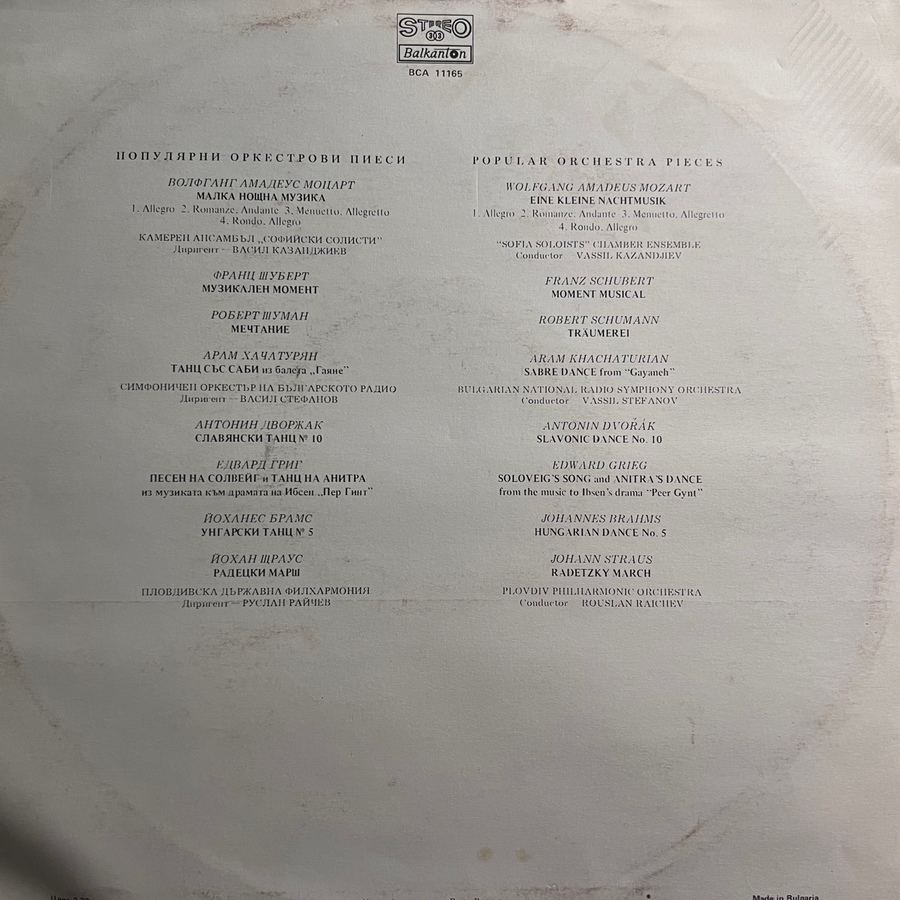 STEREO
33
Balkanton
ВСА 11165
ПОПУЛЯРНИ ОРКЕСТРОВИ ПИЕСИ
ВОЛФГАНГ АМАДЕУС МОЦАРТ
МАЛКА НОЩНА МУЗИКА
1. Allegro 2. Romanze, Andante 3. Menuetto, Allegretto
4. Rondo, Allegro
КАМЕРЕН АНСАМБЪЛ „СОФИЙСКИ СОЛИСТИ"
Диригент — ВАСИЛ КАЗАНДЖИЕВ
ФРАНЦ ШУБЕРТ
МУЗИКАЛЕН МОМЕНТ
РОБЕРТ ШУМАН
МЕЧТАНИЕ
АРАМ ХАЧАТУРЯН
ТАНЦ СЪС САБИ из балета „Гаяне"
СИМФОНИЧЕН ОРКЕСТЪР НА БЪЛГАРСКОТО РАДИО
Диригент — ВАСИЛ СТЕФАНОВ
АНТОНИН ДВОРЖАК
СЛАВЯНСКИ ТАНЦ № 10
ЕДВАРД ГРИГ
ПЕСЕН НА СОЛВЕЙГ и ТАНЦ НА АНИТРА
из музиката към драмата на Ибсен „Пер Гинт"
ЙОХАНЕС БРАМС
УНГАРСКИ ТАНЦ № 5
ЙОХАН ЩРАУС
РАДЕЦКИ МАРШ
ПЛОВДИВСКА ДЪРЖАВНА ФИЛХАРМОНИЯ
Диригент — РУСЛАН РАЙЧЕВ
POPULAR ORCHESTRA PIECES
WOLFGANG AMADEUS MOZART
EINE KLEINE NACHTMUSIK
1. Allegro 2. Romanze, Andante 3. Menuetto, Allegretto
4. Rondo, Allegro
"SOFIA SOLOISTS" CHAMBER ENSEMBLE
Conductor VASSIL KAZANDJIEV
FRANZ SCHUBERT
MOMENT MUSICAL
ROBERT SCHUMANN
TRÄUMEREI
ARAM KHACHATURIAN
SABRE DANCE from "Gayaneh"
BULGARIAN NATIONAL RADIO SYMPHONY ORCHESTRA
Conductor VASSIL STEFANOV
ANTONIN DVOŘÁK
SLAVONIC DANCE No. 10
EDWARD GRIEG
SOLOVEIG'S SONG and ANITRA'S DANCE
from the music to Ibsen's drama "Peer Gynt"
JOHANNES BRAHMS
HUNGARIAN DANCE No. 5
JOHANN STRAUS
RADETZKY MARCH
PLOVDIV PHILHARMONIC ORCHESTRA
Conductor ROUSLAN RAICHEV
Made in Bulgaria